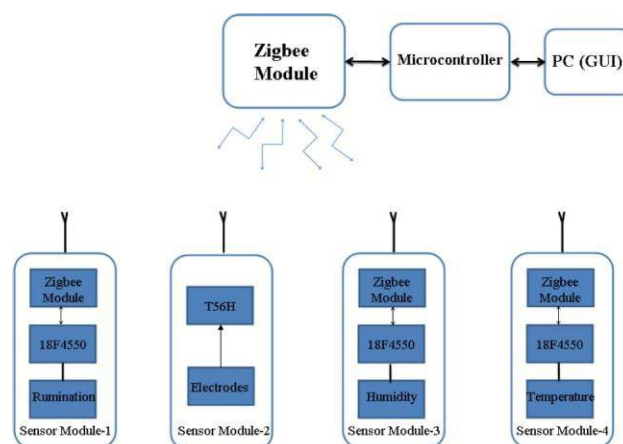 Zigbee
Module
Microcontroller
PC (GUI)
Zigbee
Module
18F4550
Rumination
Sensor Module-1
T56H
Electrodes
Sensor Module-2
Zigbee
Module
18F4550
Humidity
Sensor Module-3
Zigbee
Module
18F4550
Temperature
Sensor Module-4